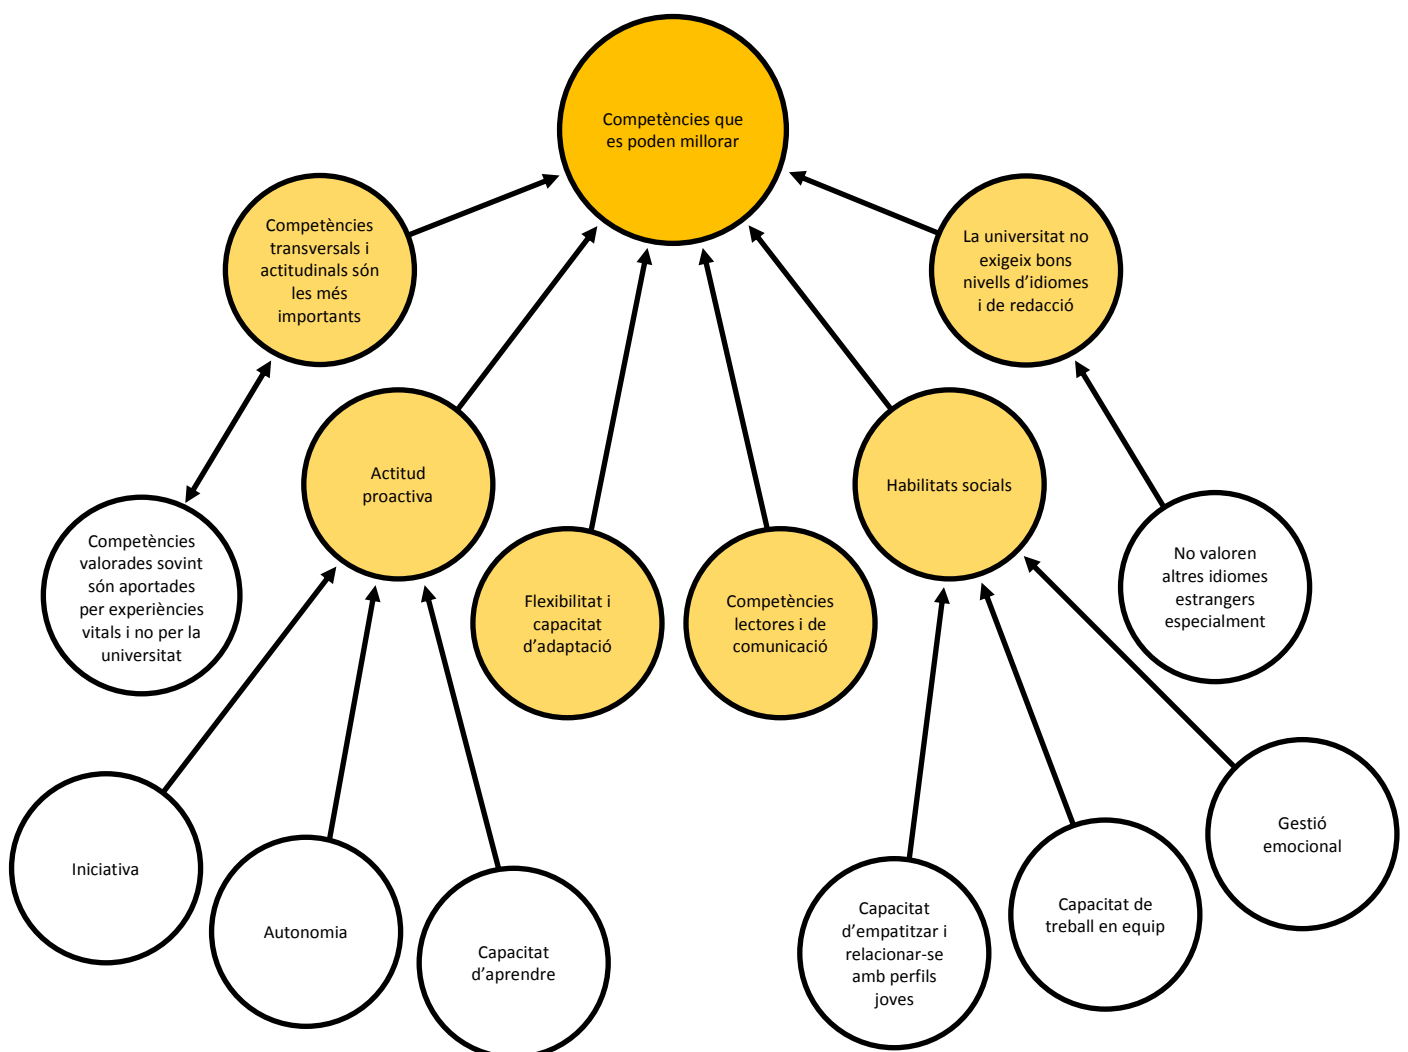 Competències que
es poden millorar
Competències
transversals i
actitudinals són
les més
importants
La universitat no
exigeix bons
nivells d’idiomes
i de redacció
Actitud
proactiva
Habilitats socials
Competències
valorades sovint
són aportades
per experiències
vitals i no per la
universitat
Flexibilitat i
capacitat
d’adaptació
Competències
lectores i de
comunicació
No valoren
altres idiomes
estrangers
especialment
Iniciativa
Autonomia
Capacitat
d’aprendre
Capacitat
d’empatitzar i
relacionar-se
amb perfils
joves
Capacitat de
treball en equip
Gestió
emocional